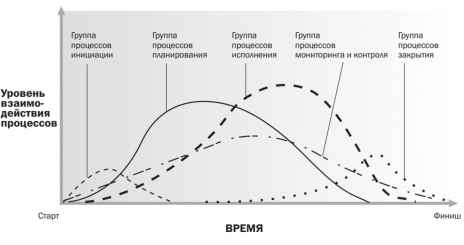 Группа
процессов
инициации
Группа
процессов
планирования
Группа
процессов
исполнения
Группа
процессов
мониторинга и контроля
Группа
процессов
закрытия
Уровень
взаимо-
действия
процессов
Старт
Финиш
ВРЕМЯ